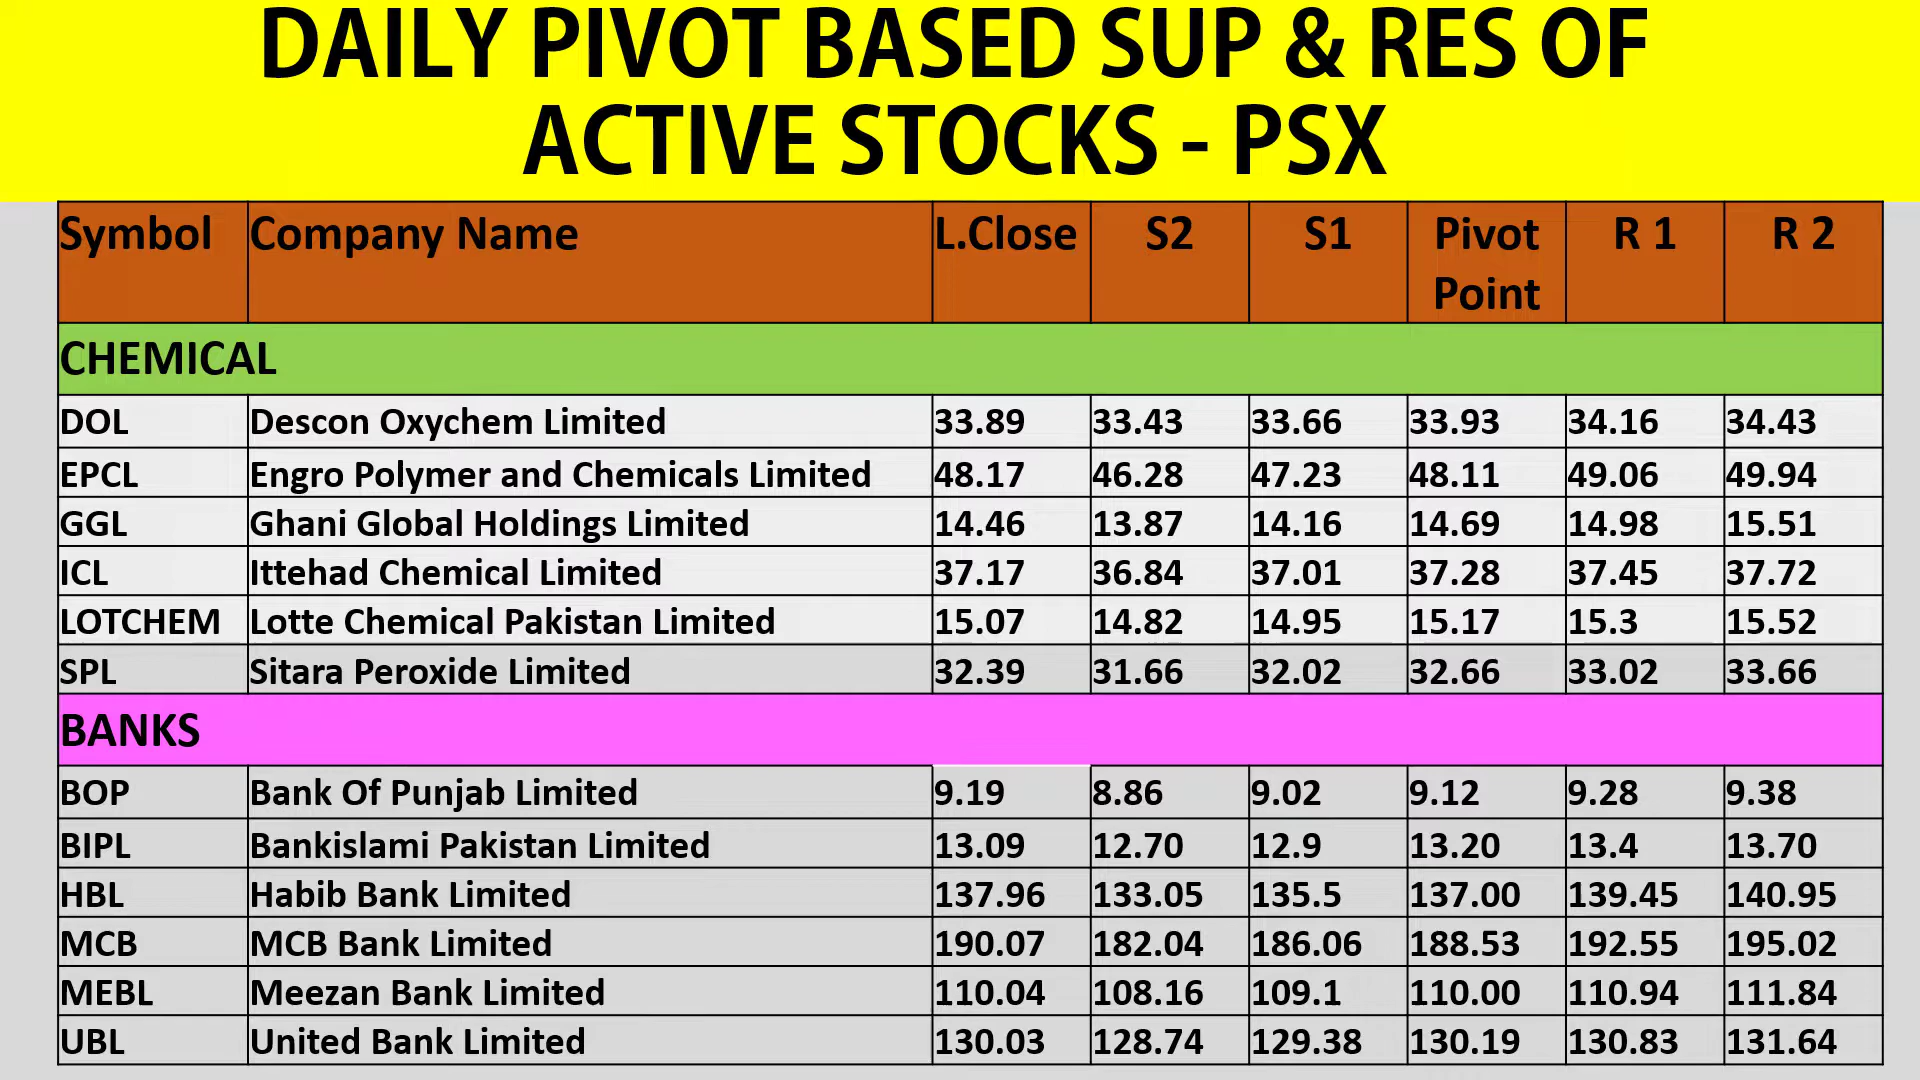 DAILY PIVOT BASED SUP & RES OF
ACTIVE STOCKS - PSX
Symbol Company Name L.Close S2 S1 Pivot Point R 1 R 2
CHEMICAL
DOL Descon Oxychem Limited 33.89 33.43 33.66 33.93 34.16 34.43
EPCL Engro Polymer and Chemicals Limited 48.17 46.28 47.23 48.11 49.06 49.94
GGL Ghani Global Holdings Limited 14.46 13.87 14.16 14.69 14.98 15.51
ICL Ittehad Chemical Limited 37.17 36.84 37.01 37.28 37.45 37.72
LOTCHEM Lotte Chemical Pakistan Limited 15.07 14.82 14.95 15.17 15.3 15.52
SPL Sitara Peroxide Limited 32.39 31.66 32.02 32.66 33.02 33.66
BANKS
BOP Bank Of Punjab Limited 9.19 8.86 9.02 9.12 9.28 9.38
BIPL Bankislami Pakistan Limited 13.09 12.70 12.9 13.20 13.4 13.70
HBL Habib Bank Limited 137.96 133.05 135.5 137.00 139.45 140.95
MCB MCB Bank Limited 190.07 182.04 186.06 188.53 192.55 195.02
MEBL Meezan Bank Limited 110.04 108.16 109.1 110.00 110.94 111.84
UBL United Bank Limited 130.03 128.74 129.38 130.19 130.83 131.64